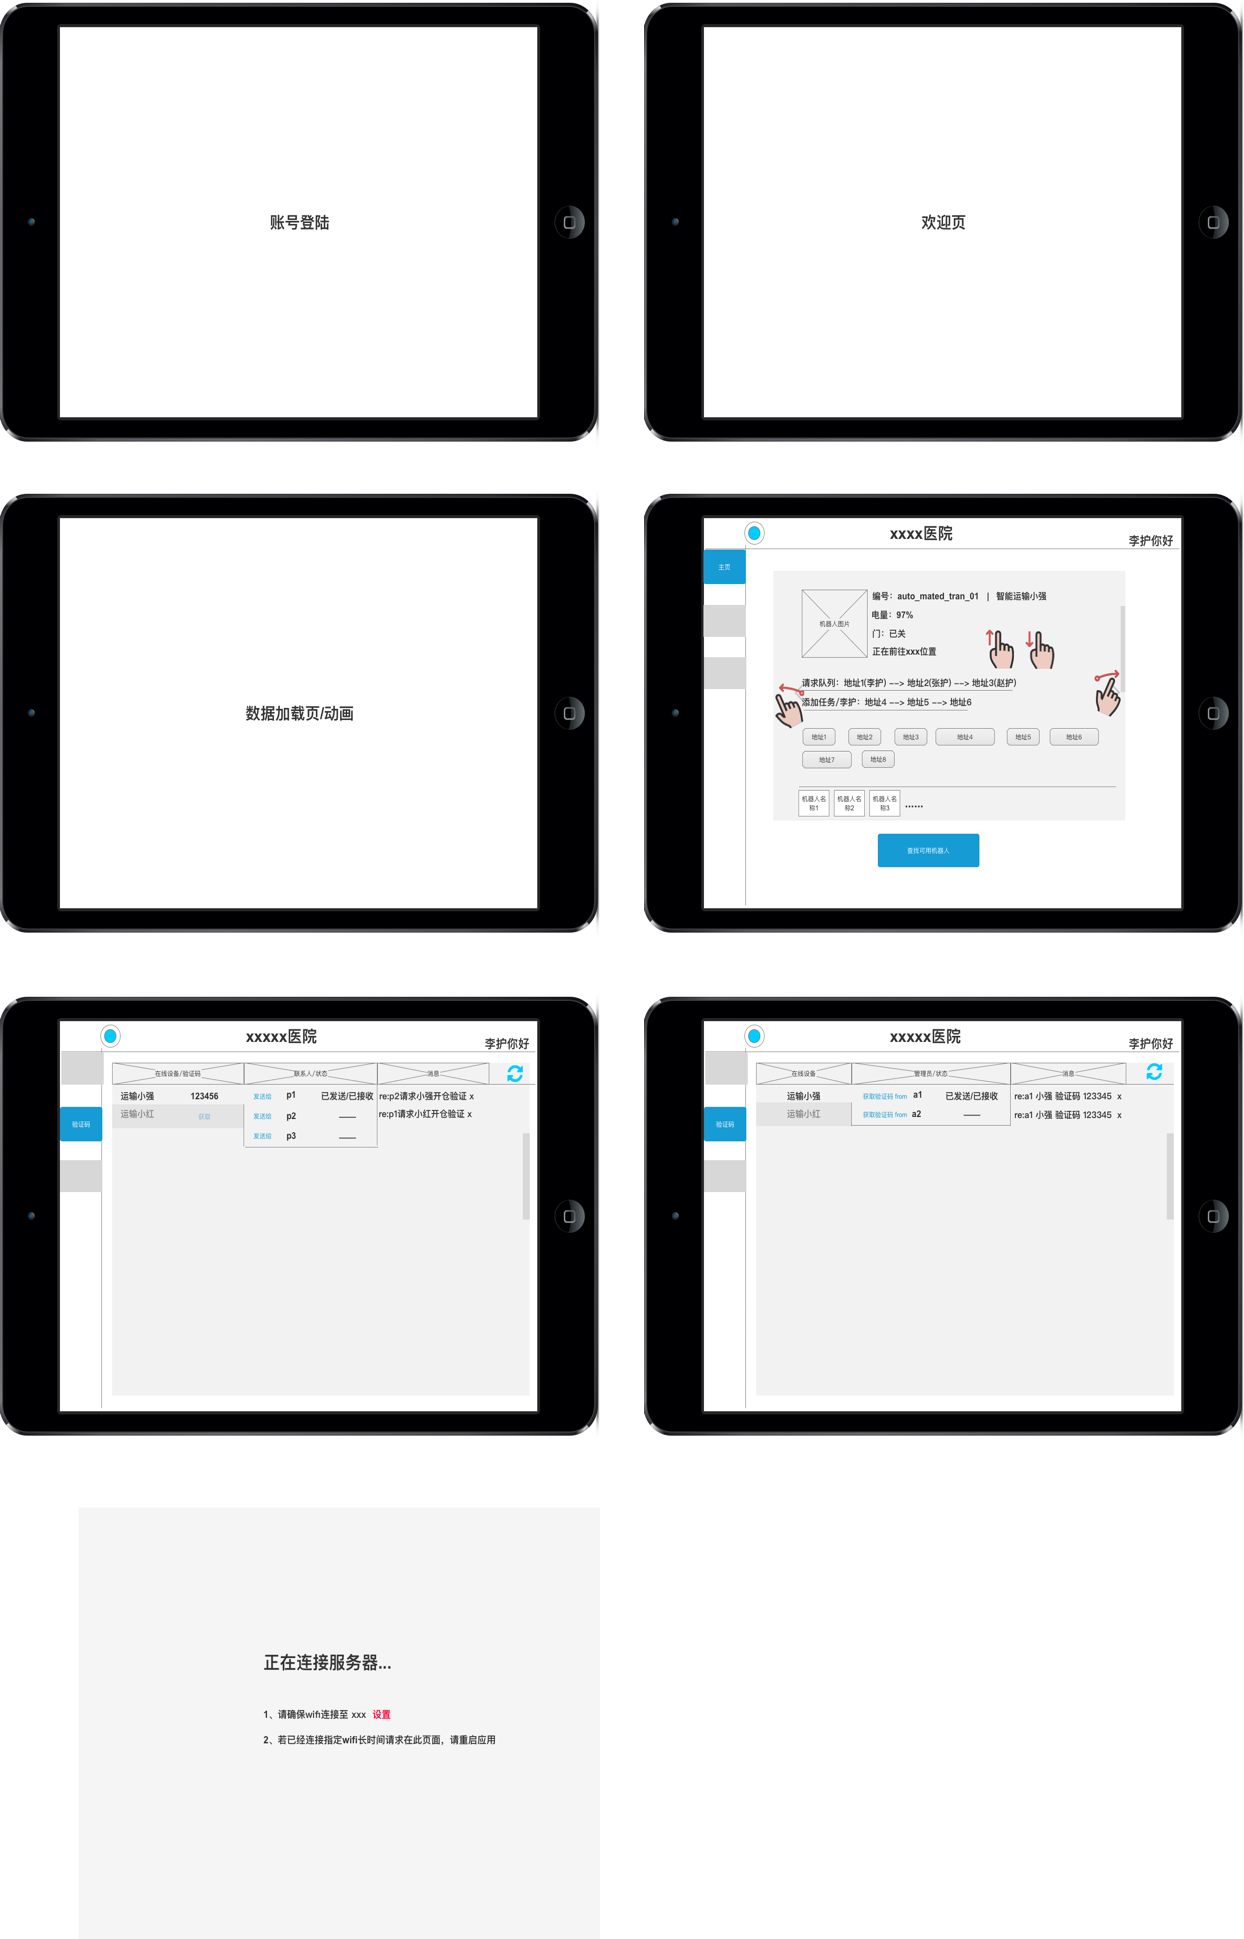 账号登陆
欢迎页
数据加载页/动画
xxxx医院
李护你好
主页
机器人图片
编号：auto_mated_tran_01 | 智能运输小强
电量：97%
门：已关
正在前往xxx位置
请求队列：地址1(李护) --> 地址2(张护) --> 地址3(赵护)
添加任务/李护：地址4 --> 地址5 --> 地址6
地址1 地址2 地址3 地址4 地址5 地址6
地址7 地址8
机器人名称1 机器人名称2 机器人名称3 ......
查找可用机器人
xxxxx医院
李护你好
在线设备/验证码 联系人/状态 消息
运输小强 123456 发送给 p1 已发送/已接收 re:p2请求小强开仓验证 x
运输小红 获取 发送给 p2 —— re:p1请求小红开仓验证 x
验证码
发送给 p3 ——
xxxxx医院
李护你好
在线设备 管理员/状态 消息
运输小强 获取验证码 from a1 已发送/已接收 re:a1 小强 验证码 123345 x
运输小红 获取验证码 from a2 —— re:a1 小强 验证码 123345 x
验证码
正在连接服务器...
1、请确保wifi连接至 xxx 设置
2、若已经连接指定wifi长时间请求在此页面，请重启应用